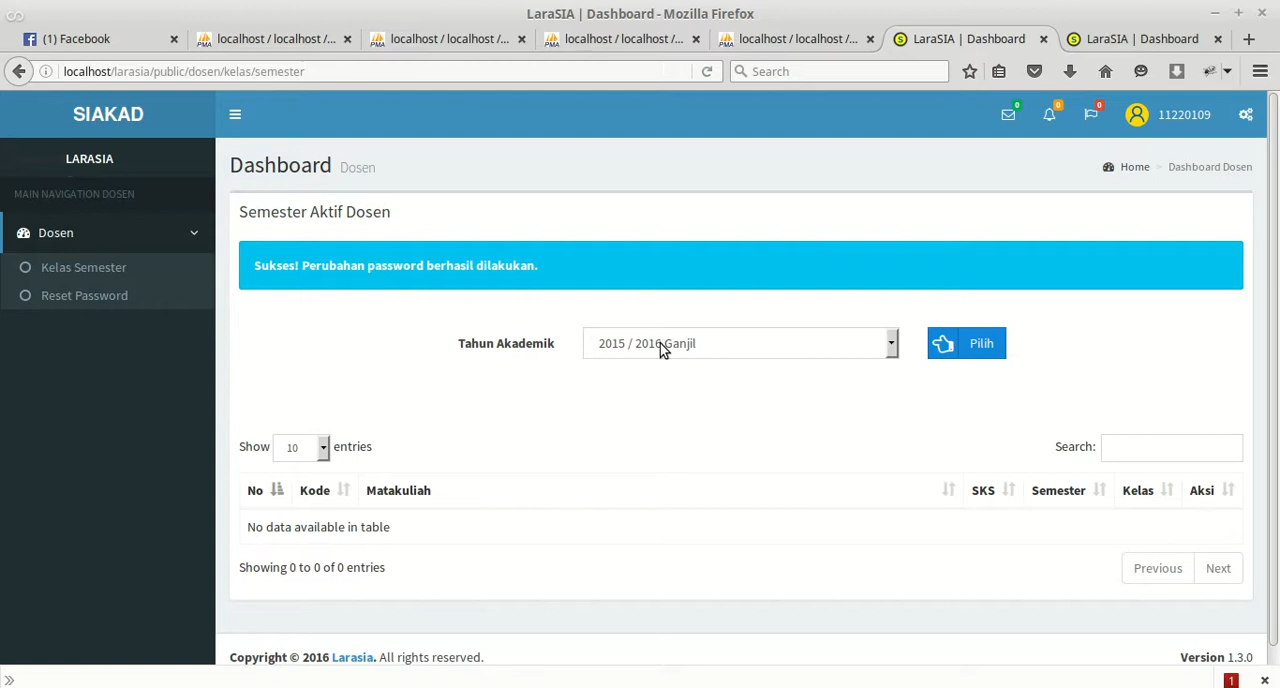 LaraSIA | Dashboard - Mozilla Firefox
(1) Facebook
localhost / localhost /...
localhost / localhost /...
localhost / localhost /...
localhost / localhost /...
LaraSIA | Dashboard
LaraSIA | Dashboard
localhost/larasia/public/dosen/kelas/semester
Search
SIAKAD
0
0
0
11220109
LARASIA
Dashboard Dosen
Home
Dashboard Dosen
MAIN NAVIGATION DOSEN
Dosen
Kelas Semester
Reset Password
Semester Aktif Dosen
Sukses! Perubahan password berhasil dilakukan.
Tahun Akademik
2015 / 2016 Ganjil
Pilih
Show 10 entries
Search:
No Kode Matakuliah SKS Semester Kelas Aksi
No data available in table
Showing 0 to 0 of 0 entries
Previous Next
Copyright © 2016 Larasia. All rights reserved.
Version 1.3.0
1